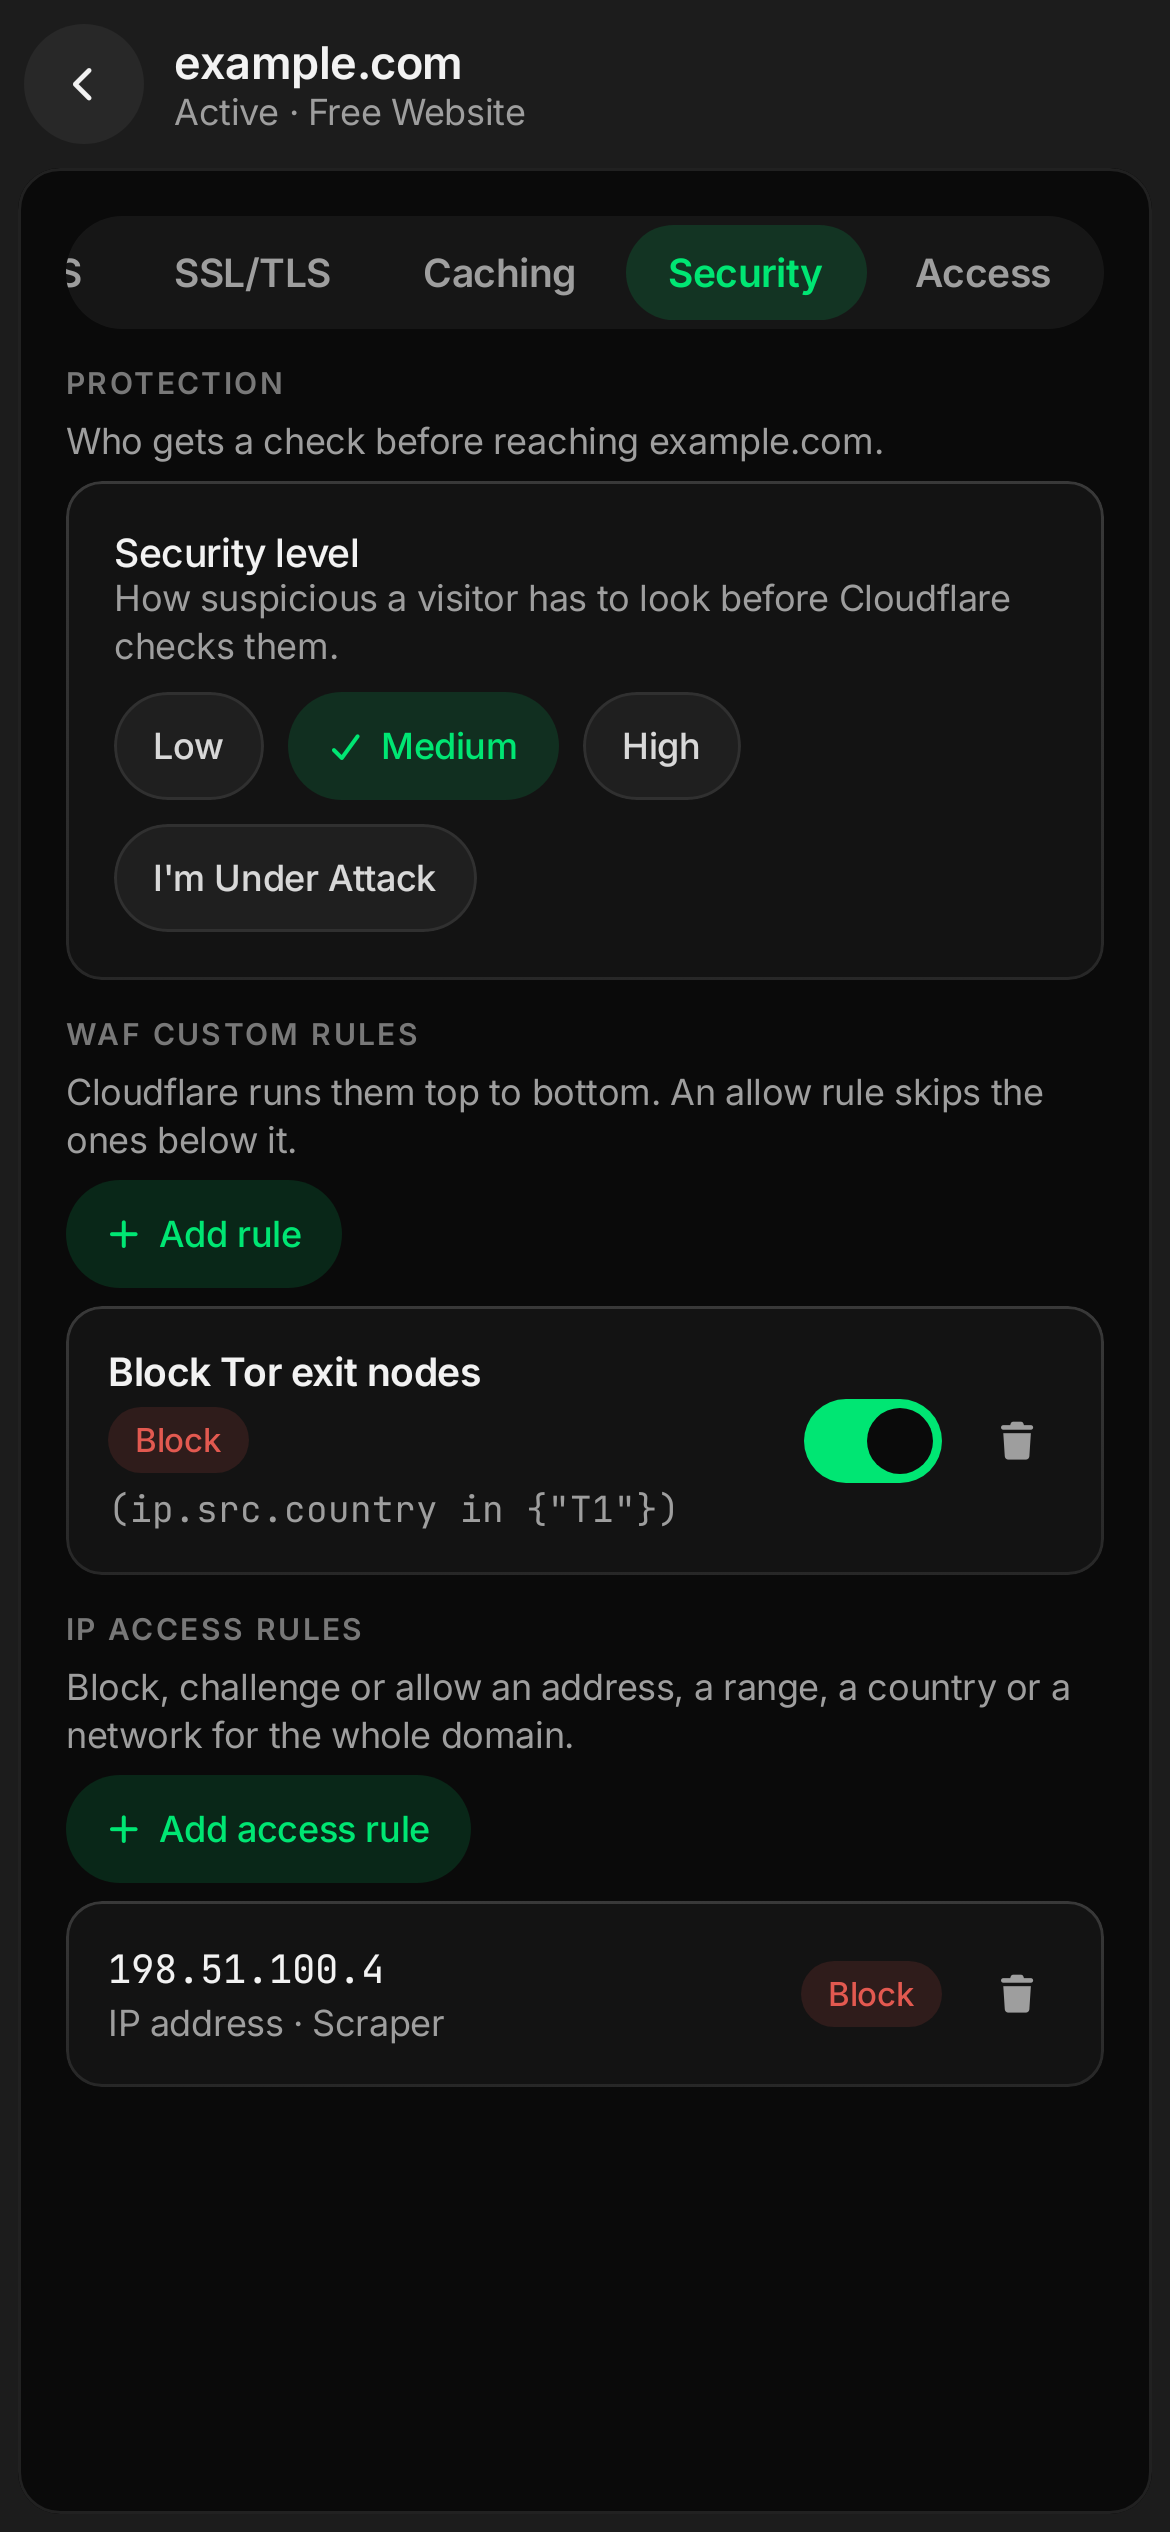 example.com
Active · Free Website
S SSL/TLS Caching Security Access
PROTECTION
Who gets a check before reaching example.com.
Security level
How suspicious a visitor has to look before Cloudflare
checks them.
Low Medium High
I'm Under Attack
WAF CUSTOM RULES
Cloudflare runs them top to bottom. An allow rule skips the
ones below it.
Add rule
Block Tor exit nodes
Block
(ip.src.country in {"T1"})
IP ACCESS RULES
Block, challenge or allow an address, a range, a country or a
network for the whole domain.
Add access rule
198.51.100.4
IP address · Scraper
Block